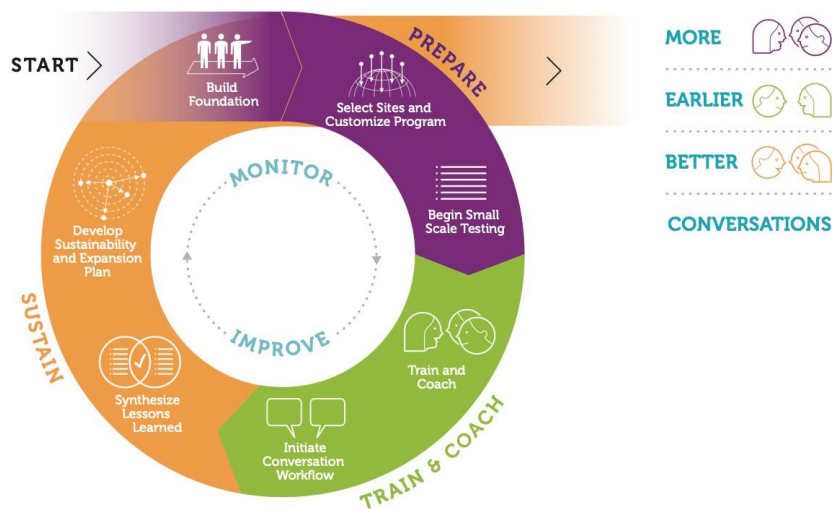 START
Build
Foundation
PREPARE
Select Sites and
Customize Program
Begin Small
Scale Testing
Train and
Coach
TRAIN & COACH
Initiate
Conversation
Workflow
Synthesize
Lessons
Learned
SUSTAIN
Develop
Sustainability
and Expansion
Plan
MONITOR
IMPROVE
MORE
EARLIER
BETTER
CONVERSATIONS